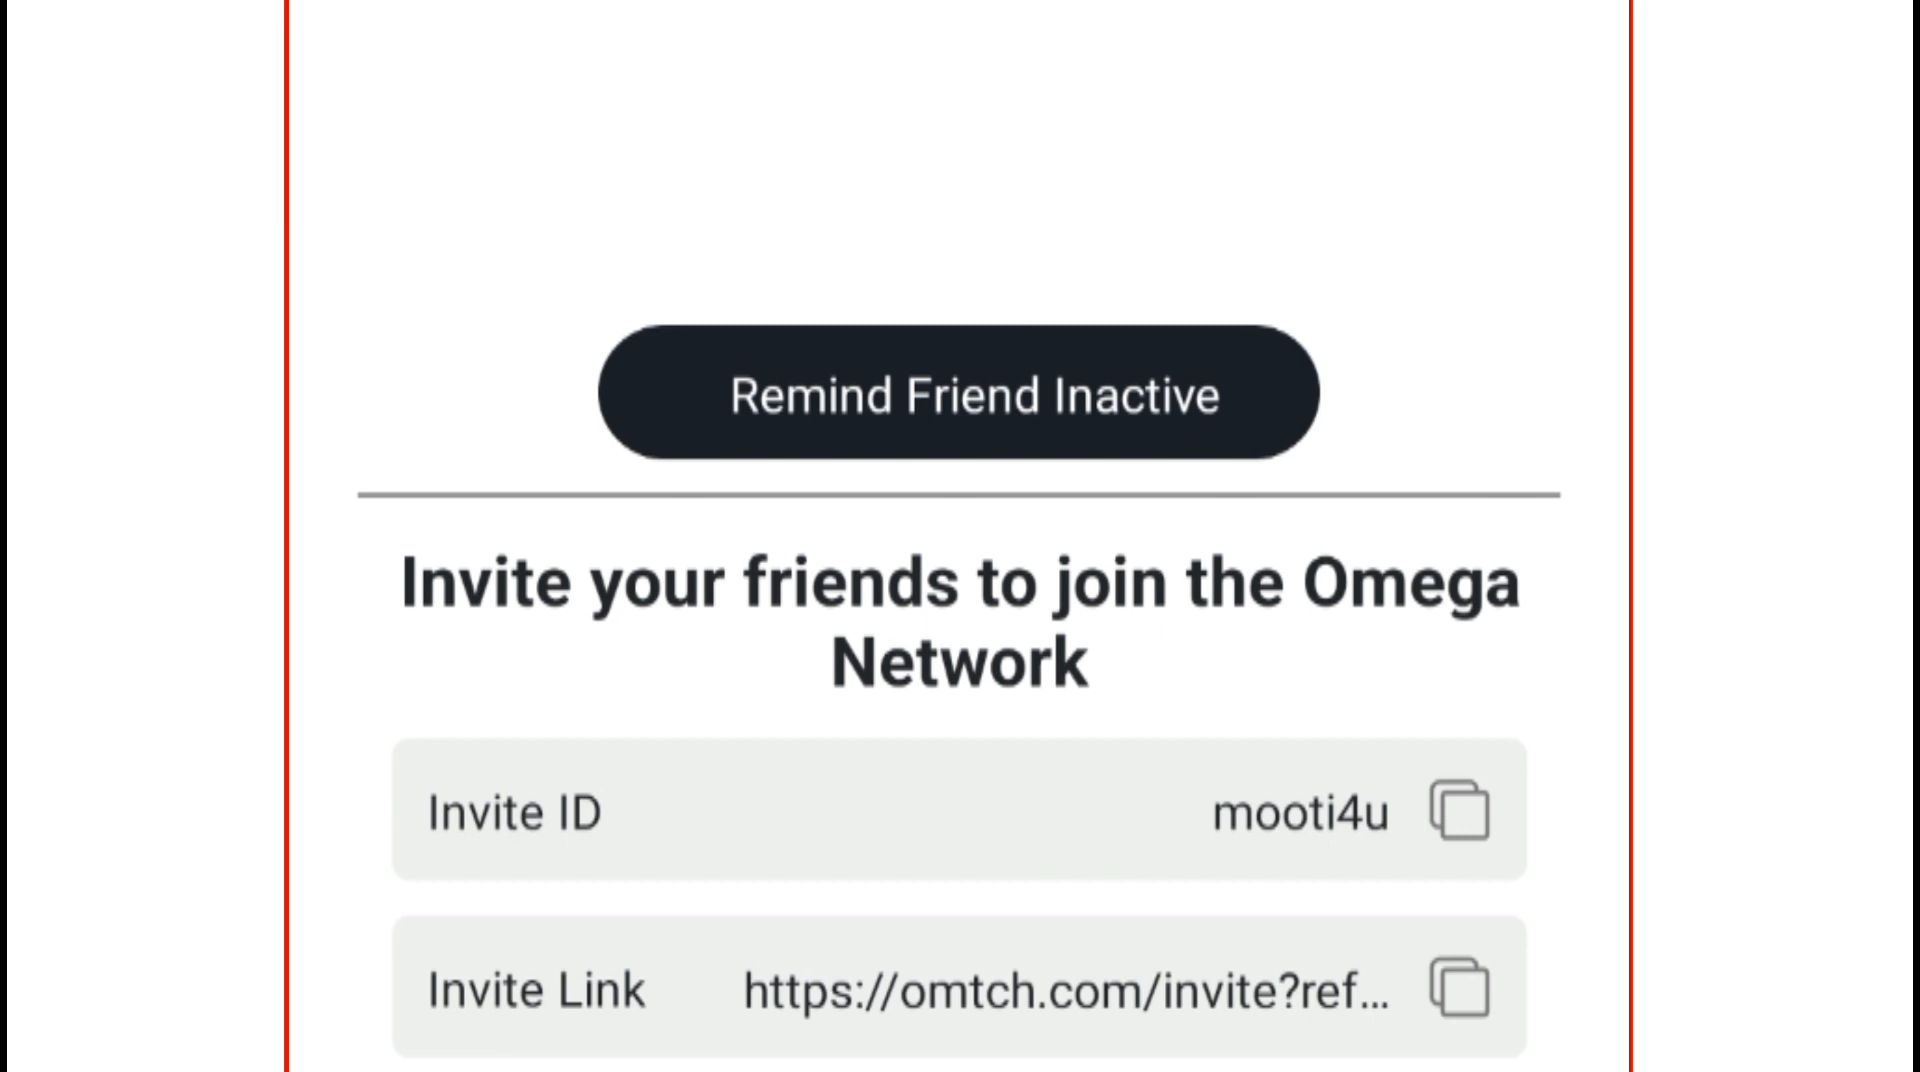 Remind Friend Inactive
Invite your friends to join the Omega
Network
Invite ID mooti4u
Invite Link https://omtch.com/invite?ref...